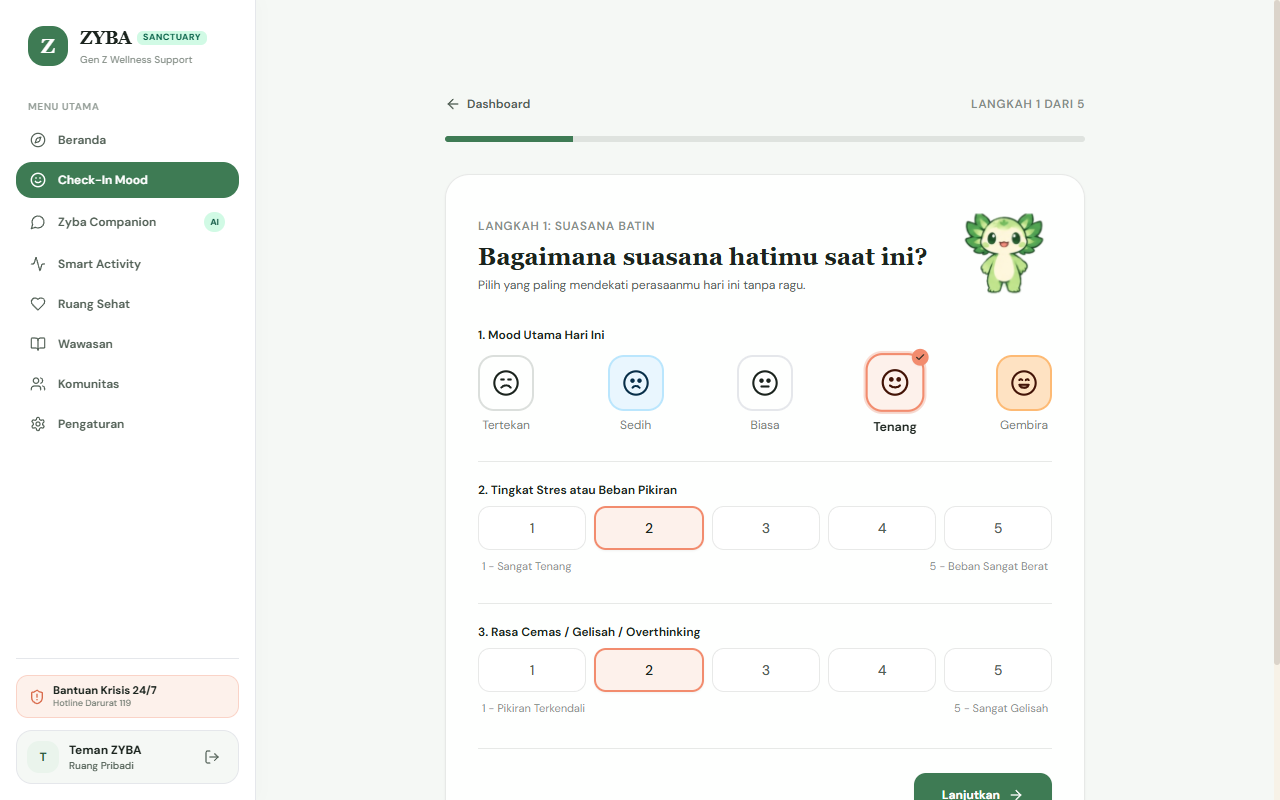 Z
ZYBA SANCTUARY
Gen Z Wellness Support
MENU UTAMA
Beranda
Check-In Mood
Zyba Companion AI
Smart Activity
Ruang Sehat
Wawasan
Komunitas
Pengaturan
Bantuan Krisis 24/7
Hotline Darurat 119
T
Teman ZYBA
Ruang Pribadi
Dashboard
LANGKAH 1 DARI 5
LANGKAH 1: SUASANA BATIN
Bagaimana suasana hatimu saat ini?
Pilih yang paling mendekati perasaanmu hari ini tanpa ragu.
1. Mood Utama Hari Ini
Tertekan Sedih Biasa Tenang Gembira
2. Tingkat Stres atau Beban Pikiran
1 2 3 4 5
1 - Sangat Tenang 5 - Beban Sangat Berat
3. Rasa Cemas / Gelisah / Overthinking
1 2 3 4 5
1 - Pikiran Terkendali 5 - Sangat Gelisah
Lanjutkan